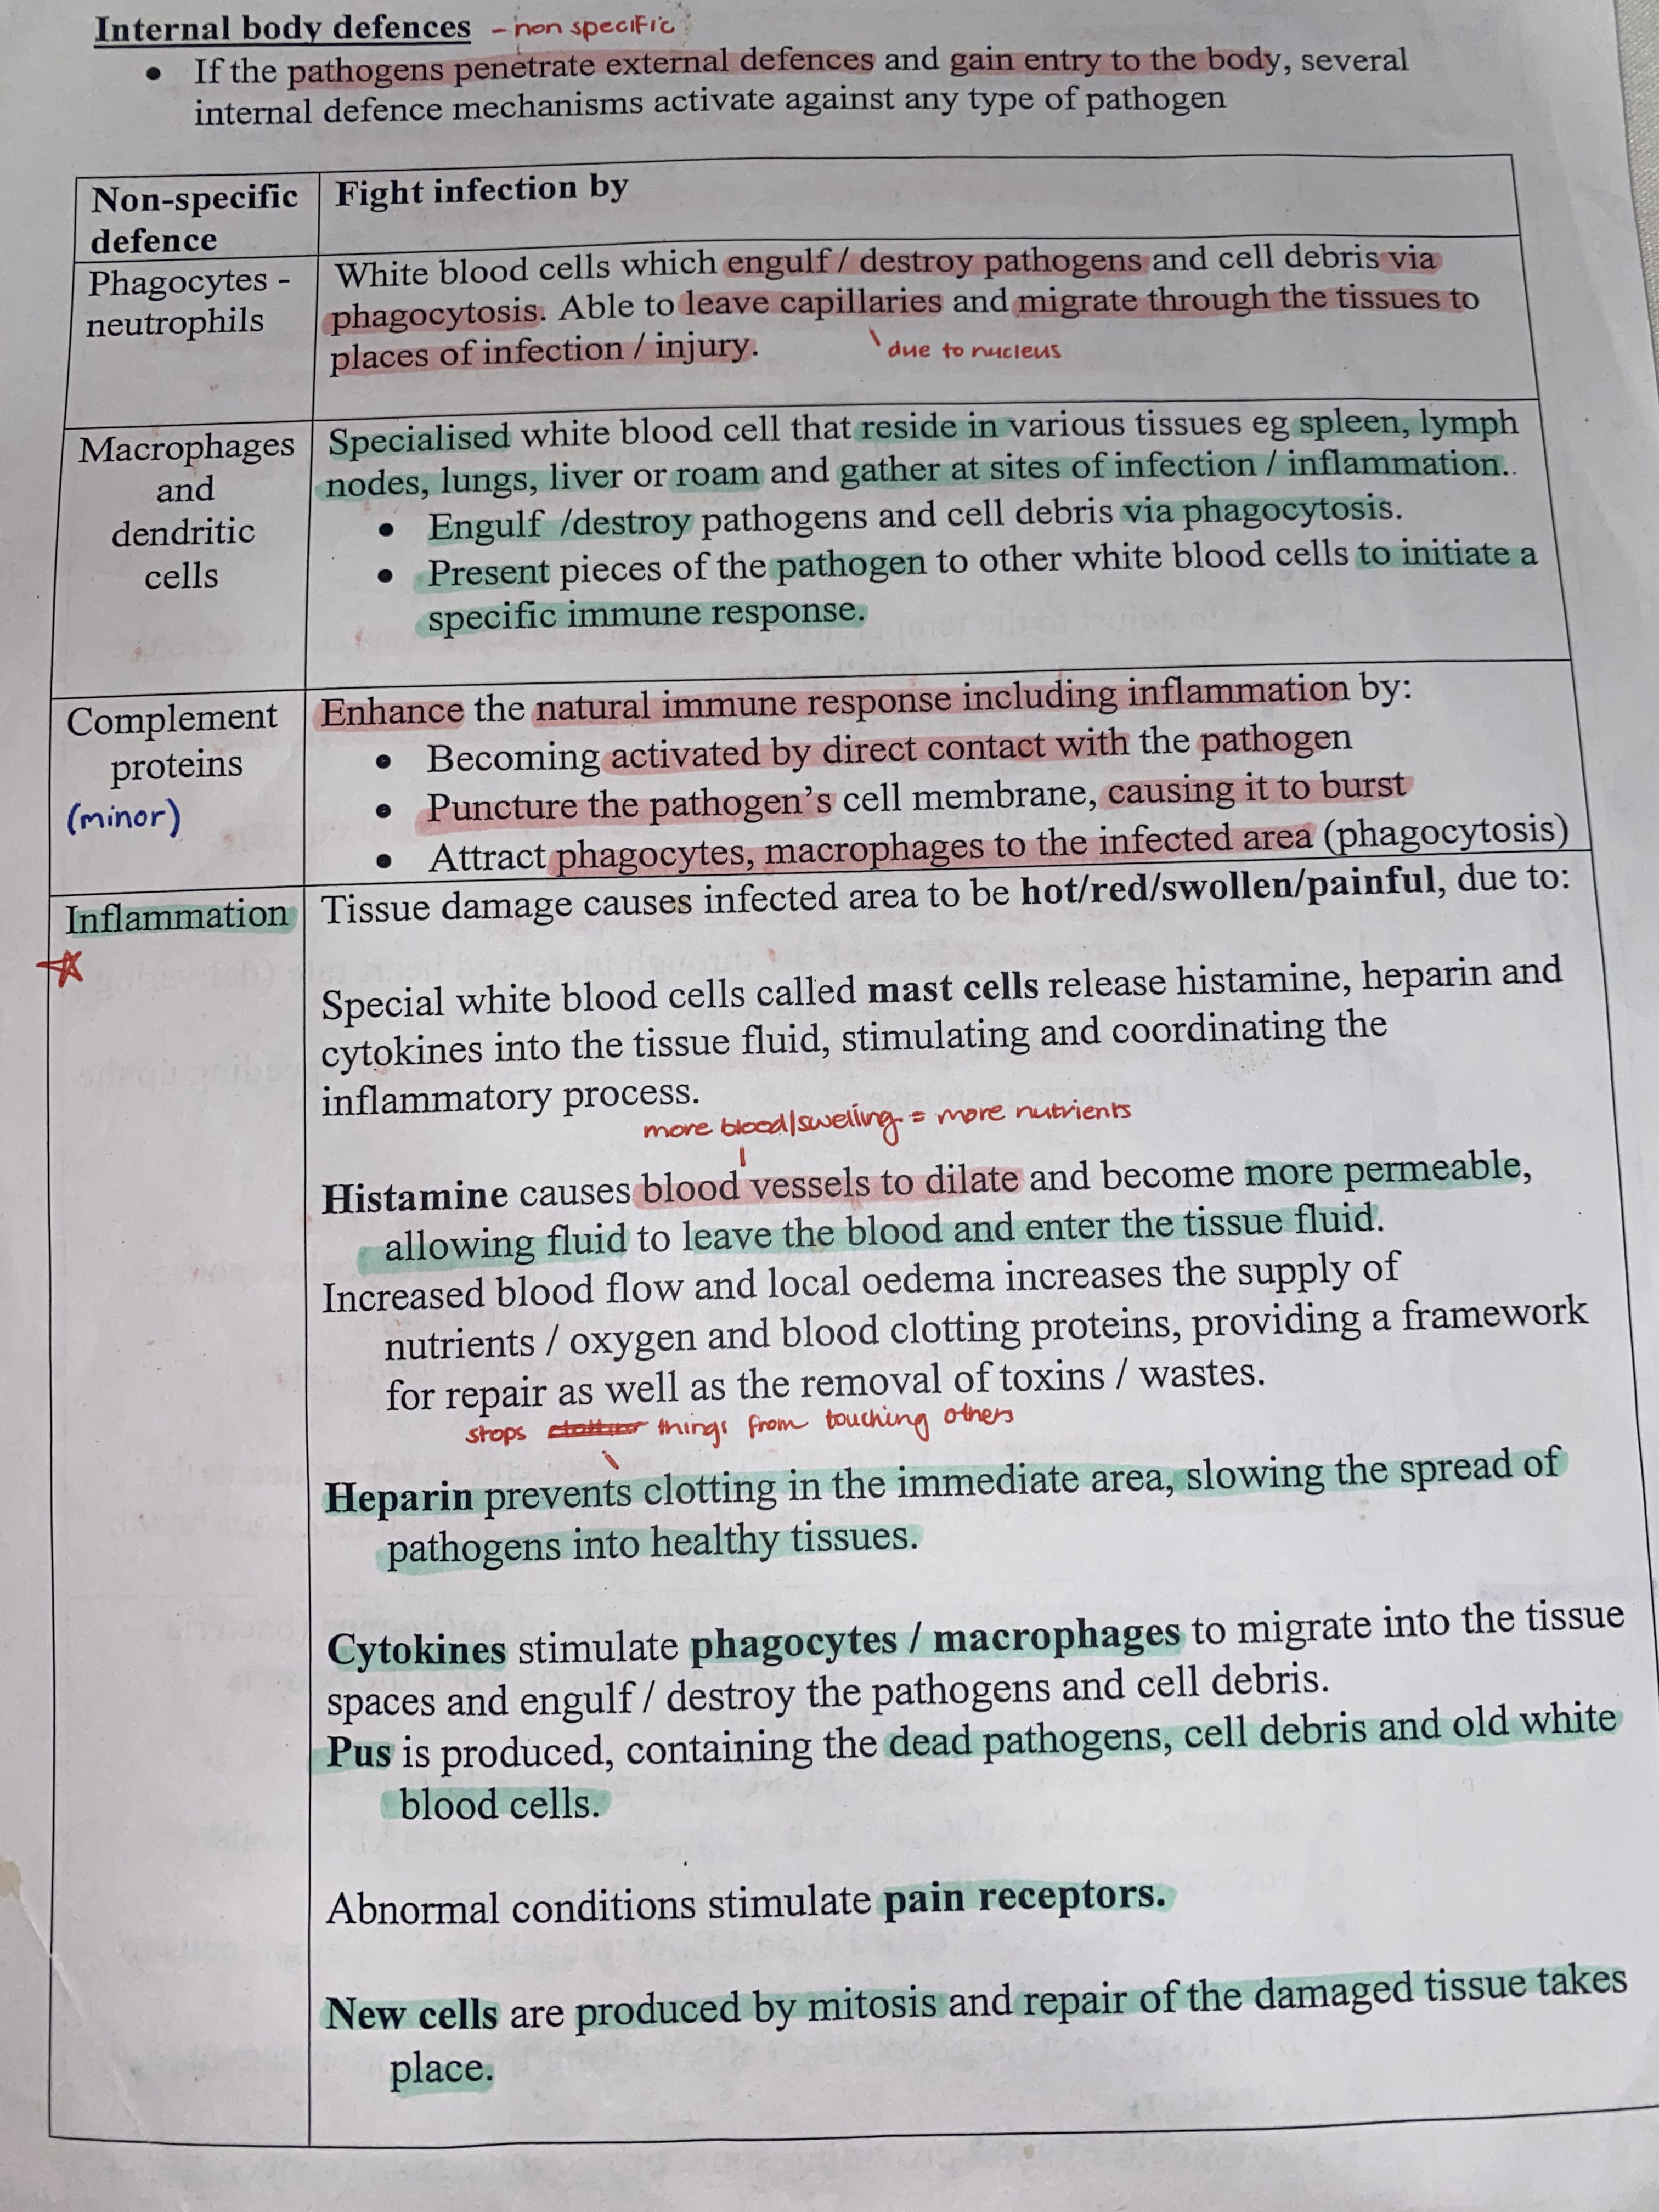 Internal body defences - non specific
• If the pathogens penetrate external defences and gain entry to the body, several
internal defence mechanisms activate against any type of pathogen
Non-specific
defence
Fight infection by
Phagocytes -
neutrophils
White blood cells which engulf / destroy pathogens and cell debris via
phagocytosis. Able to leave capillaries and migrate through the tissues to
places of infection / injury.
due to nucleus
Macrophages
and
dendritic
cells
Specialised white blood cell that reside in various tissues eg spleen, lymph
nodes, lungs, liver or roam and gather at sites of infection / inflammation..
• Engulf /destroy pathogens and cell debris via phagocytosis.
• Present pieces of the pathogen to other white blood cells to initiate a
specific immune response.
Complement
proteins
(minor)
Enhance the natural immune response including inflammation by:
• Becoming activated by direct contact with the pathogen
• Puncture the pathogen's cell membrane, causing it to burst
• Attract phagocytes, macrophages to the infected area (phagocytosis)
Inflammation
Tissue damage causes infected area to be hot/red/swollen/painful, due to:
Special white blood cells called mast cells release histamine, heparin and
cytokines into the tissue fluid, stimulating and coordinating the
inflammatory process.
more blood/swelling = more nutrients
Histamine causes blood vessels to dilate and become more permeable,
allowing fluid to leave the blood and enter the tissue fluid.
Increased blood flow and local oedema increases the supply of
nutrients / oxygen and blood clotting proteins, providing a framework
for repair as well as the removal of toxins / wastes.
stops things from touching others
Heparin prevents clotting in the immediate area, slowing the spread of
pathogens into healthy tissues.
Cytokines stimulate phagocytes / macrophages to migrate into the tissue
spaces and engulf / destroy the pathogens and cell debris.
Pus is produced, containing the dead pathogens, cell debris and old white
blood cells.
Abnormal conditions stimulate pain receptors.
New cells are produced by mitosis and repair of the damaged tissue takes
place.